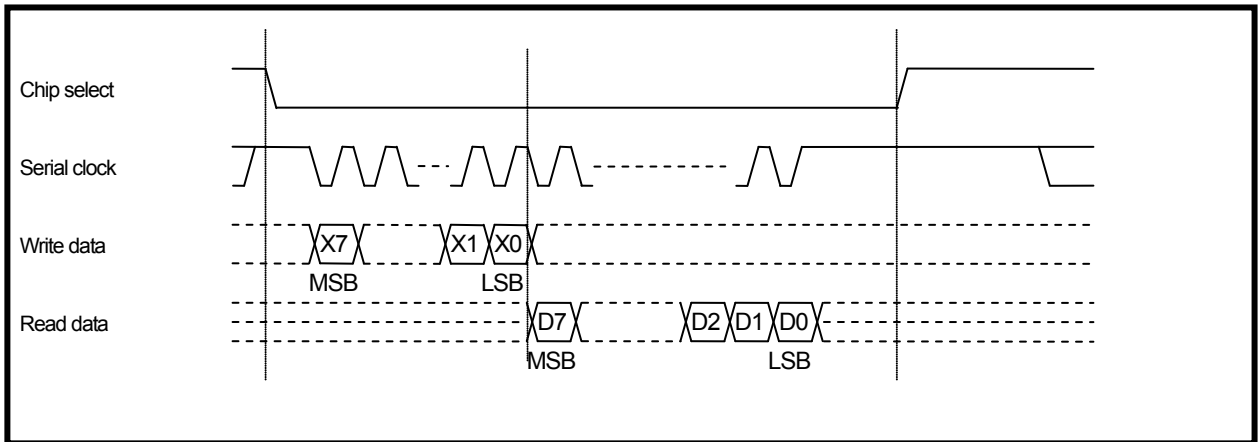 Chip select
Serial clock
Write data
X7 X1 X0
MSB LSB
Read data
D7 D2 D1 D0
MSB LSB